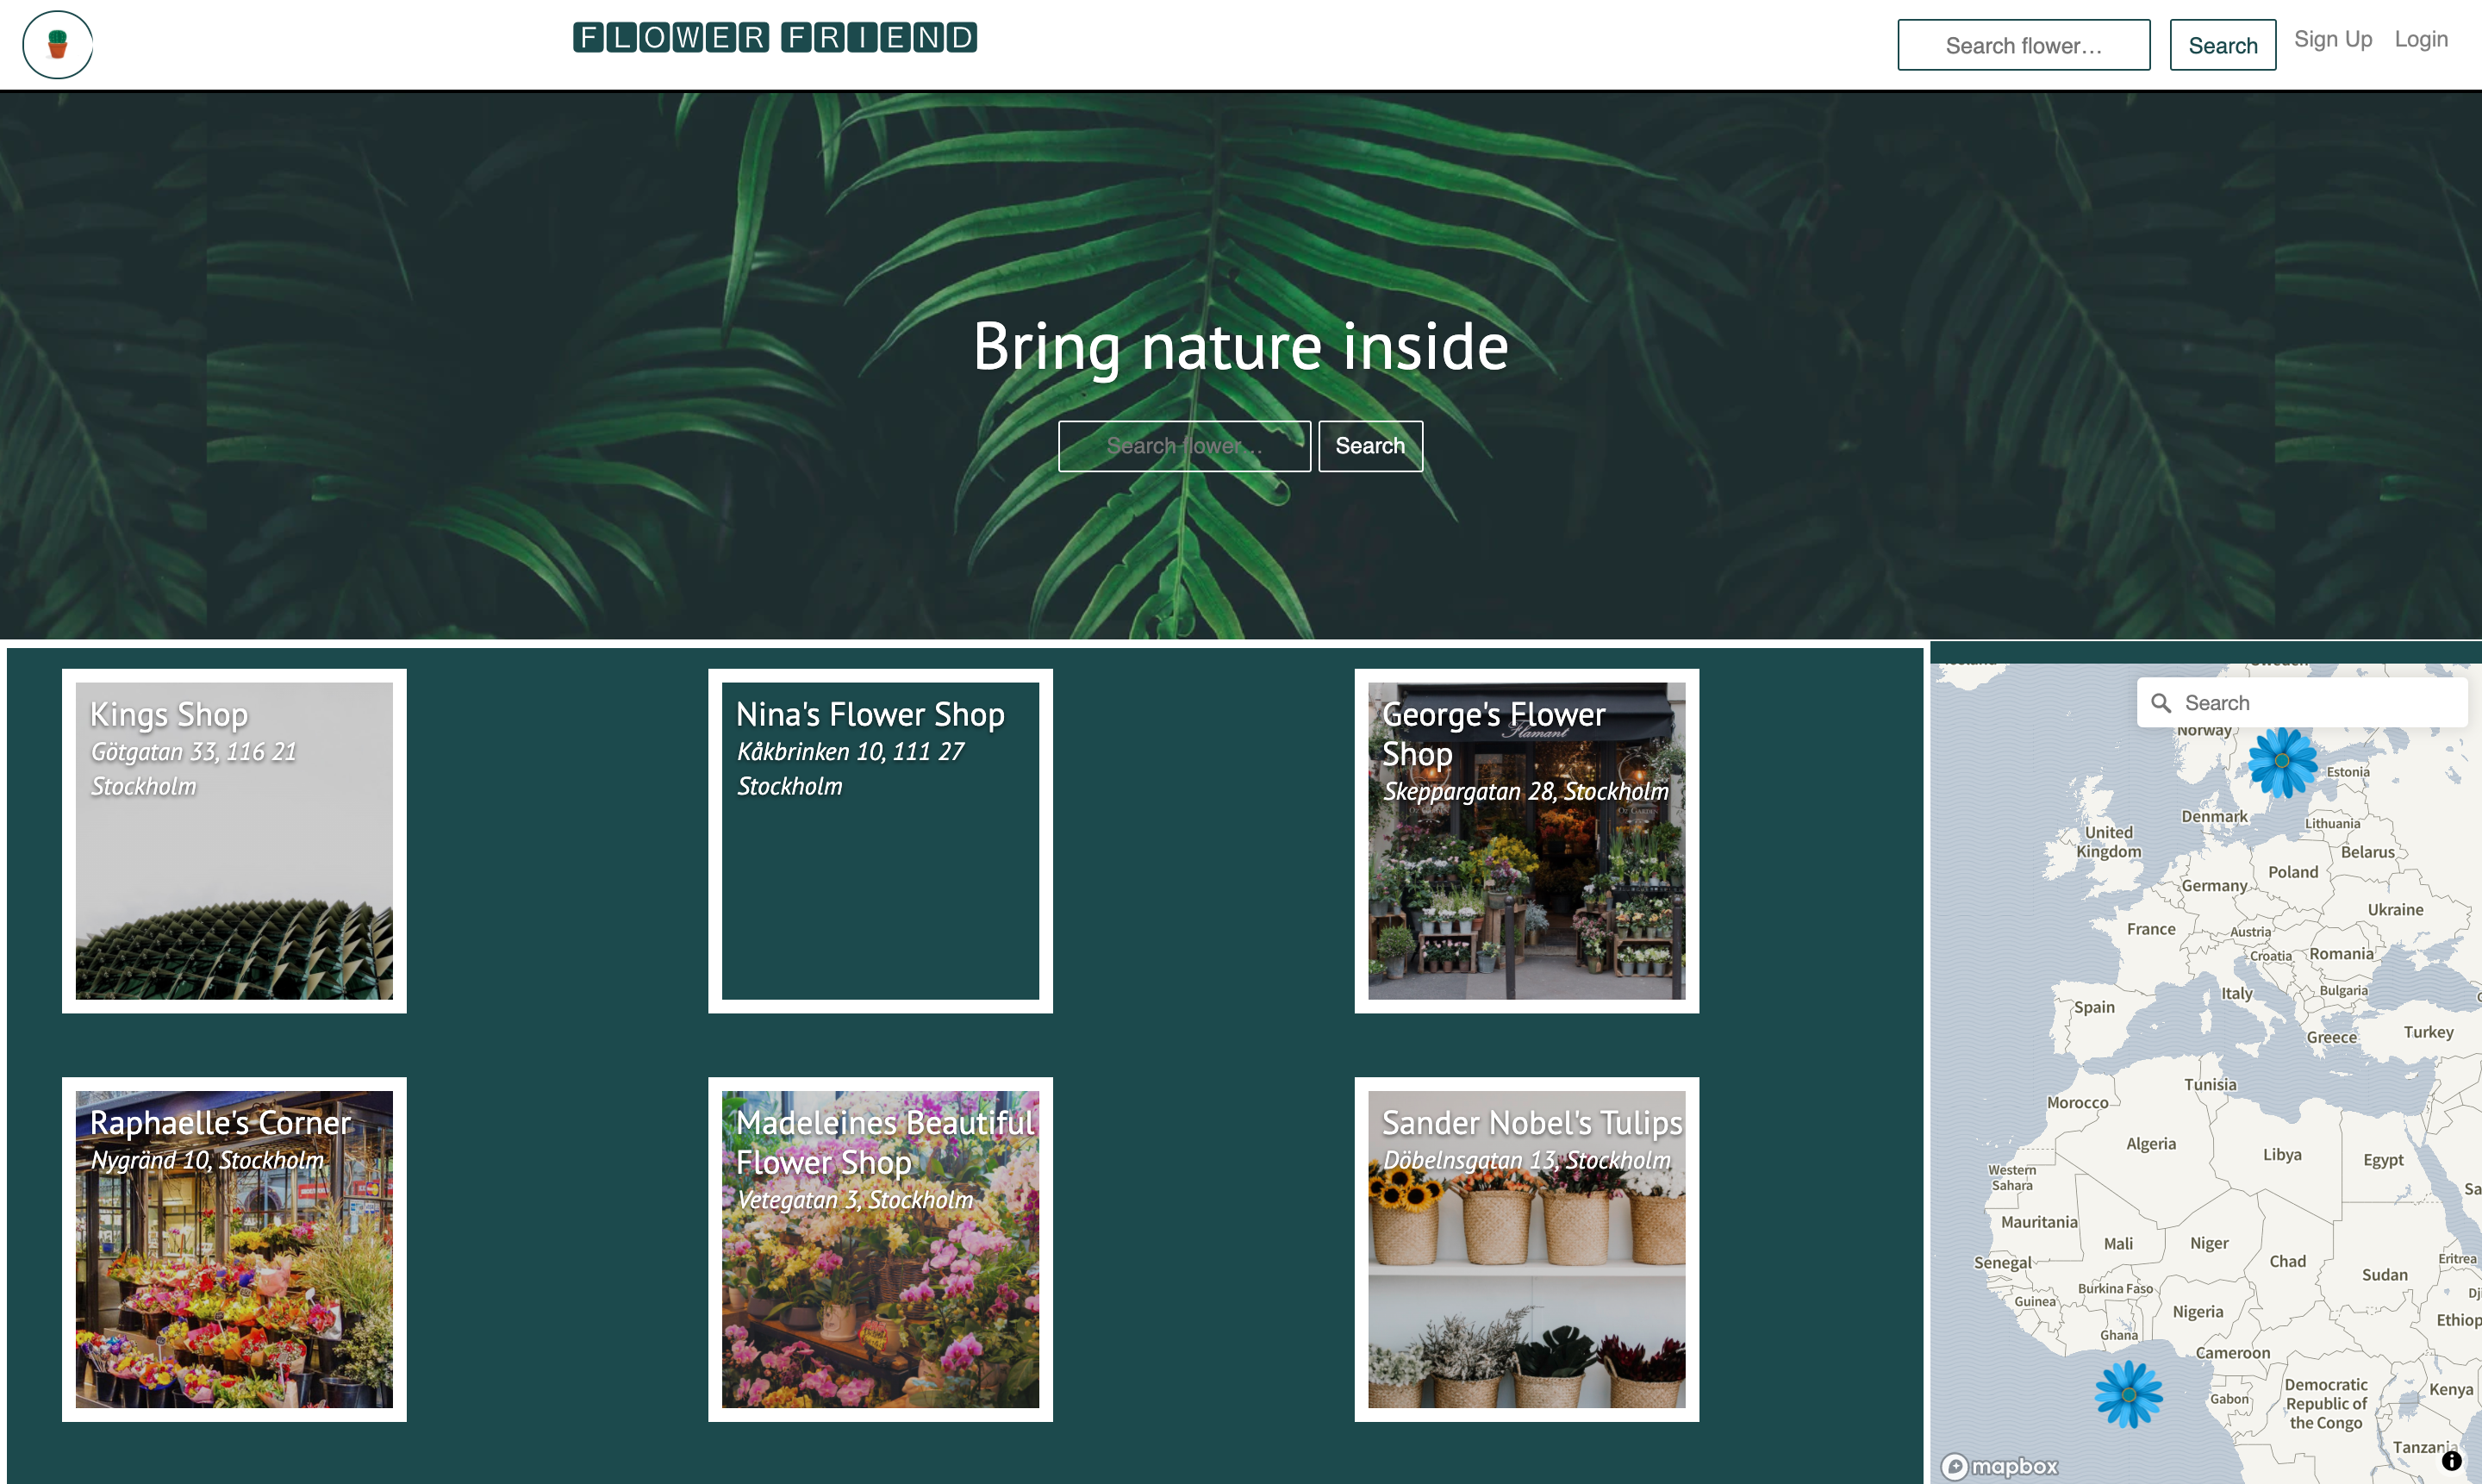 FLOWER FRIEND
Search flower...
Search
Sign Up
Login
Bring nature inside
Search flower...
Search
Kings Shop
Götgatan 33, 116 21
Stockholm
Nina's Flower Shop
Kåkbrinken 10, 111 27
Stockholm
George's Flower
Shop
Skeppargatan 28, Stockholm
Flamant
Raphaelle's Corner
Nygränd 10, Stockholm
Madeleines Beautiful
Flower Shop
Vetegatan 3, Stockholm
Sander Nobel's Tulips
Döbelnsgatan 13, Stockholm
Search
Norway
Estonia
Denmark
Lithuania
United
Kingdom
Belarus
Poland
Germany
Ukraine
France
Austria
Croatia
Romania
Bulgaria
Italy
Spain
Greece
Turkey
Tunisia
Morocco
Algeria
Libya
Egypt
Western
Sahara
Sa
Mauritania
Mali
Niger
Chad
Senegal
Eritrea
Sudan
Burkina Faso
Guinea
Nigeria
Dj
Ghana
Ethiop
Cameroon
Gabon
Democratic
Republic of
the Congo
Kenya
Tanzania
mapbox